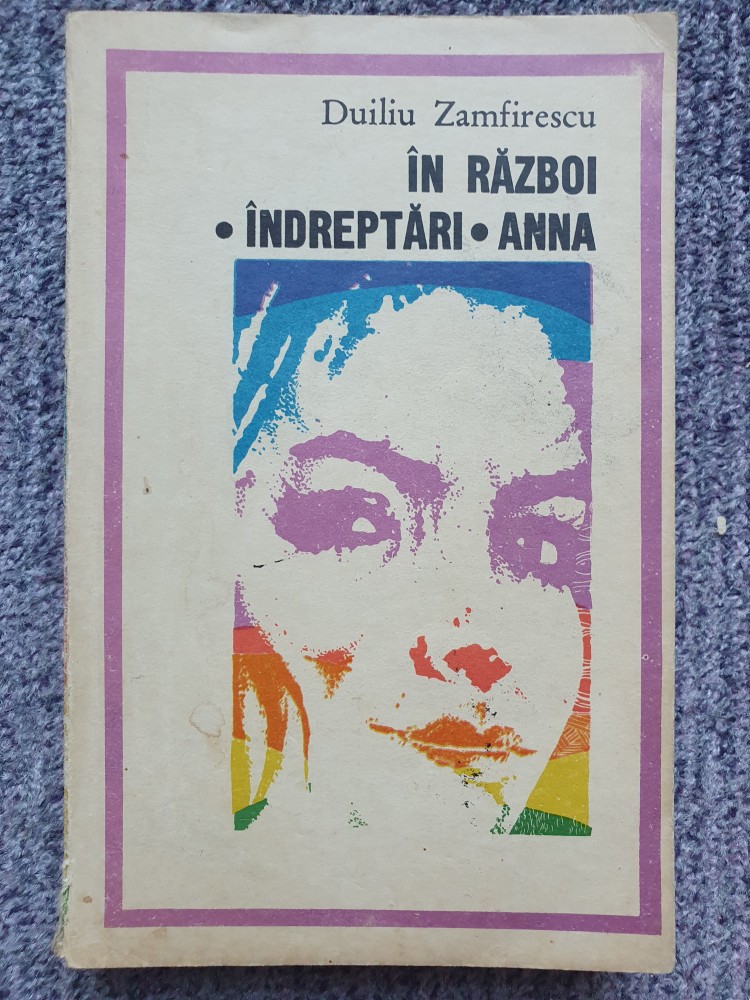 Duiliu Zamfirescu
ÎN RĂZBOI
• ÎNDREPTĂRI • ANNA